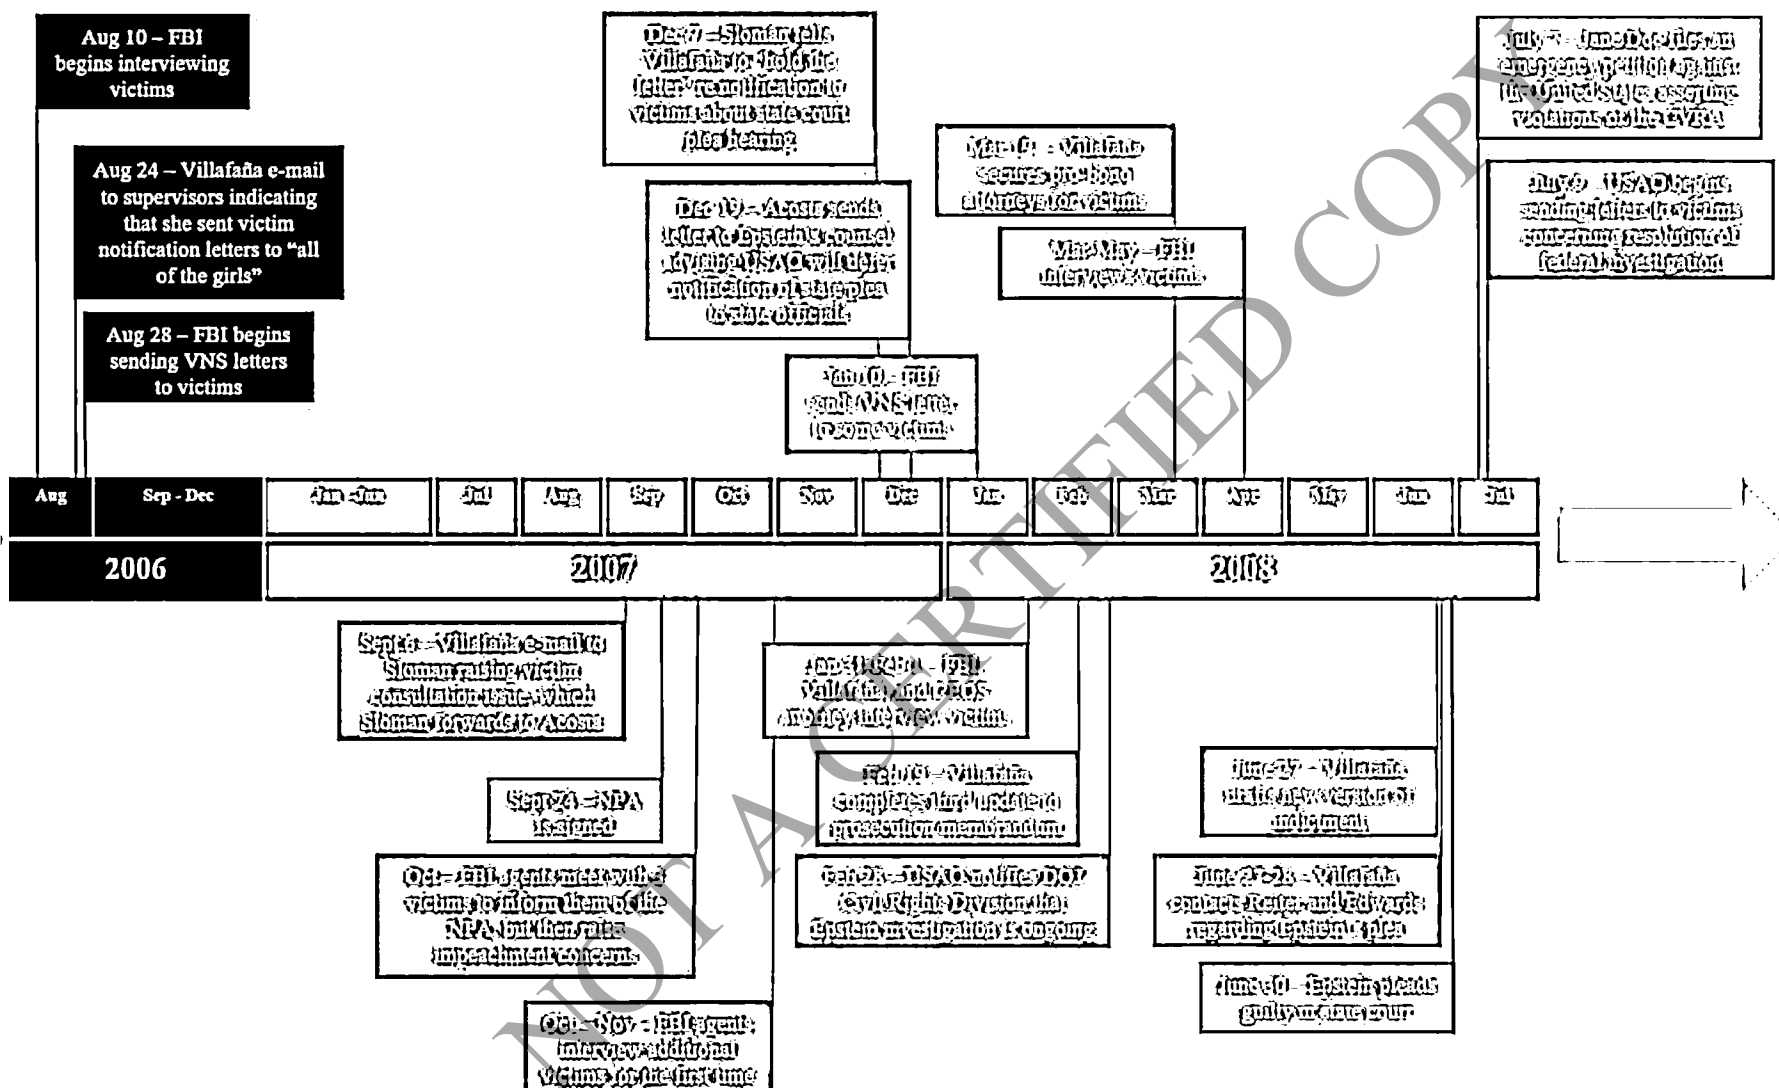 Aug 10 – FBI
begins interviewing
victims
Aug 24 – Villafaña e-mail
to supervisors indicating
that she sent victim
notification letters to “all
of the girls”
Aug 28 – FBI begins
sending VNS letters
to victims
Dec 7 – Sloman tells
Villafaña to “hold the
letter” re notification to
victims about state court
plea hearing
Dec 19 – Acosta sends
letter to Epstein's counsel
advising USAO will defer
notification of state plea
to state officials
Jan 10 – FBI
sends VNS letter
to some victims
Mar – Villafaña
secures pro bono
attorneys for victims
Mar-May – FBI
interviews victims
July 7 – Jane Doe files an
emergency petition against
the United States asserting
violations of the CVRA
July 9 – USAO begins
sending letters to victims
concerning resolution of
federal investigation
Aug Sep - Dec Jan - Jun Jul Aug Sep Oct Nov Dec Jan Feb Mar Apr May Jun Jul
2006 2007 2008
Sept 6 – Villafaña e-mail to
Sloman raising victim
consultation issue which
Sloman forwards to Acosta
Sept 24 – NPA
is signed
Oct – FBI agents meet with 3
victims to inform them of the
NPA, but then raise
impeachment concerns
Oct – Nov – FBI agents
interview additional
victims for the first time
Jan 31-Feb 1 – FBI,
Villafaña, and CEOS
attorney interview victims
Feb 19 – Villafaña
completes third update to
prosecution memorandum
Feb 28 – USAO notifies DOJ
Civil Rights Division that
Epstein investigation is ongoing
June 27 – Villafaña
drafts new version of
indictment
June 27-28 – Villafaña
contacts Reiter and Edwards
regarding Epstein's plea
June 30 – Epstein pleads
guilty in state court
NOT A CERTIFIED COPY